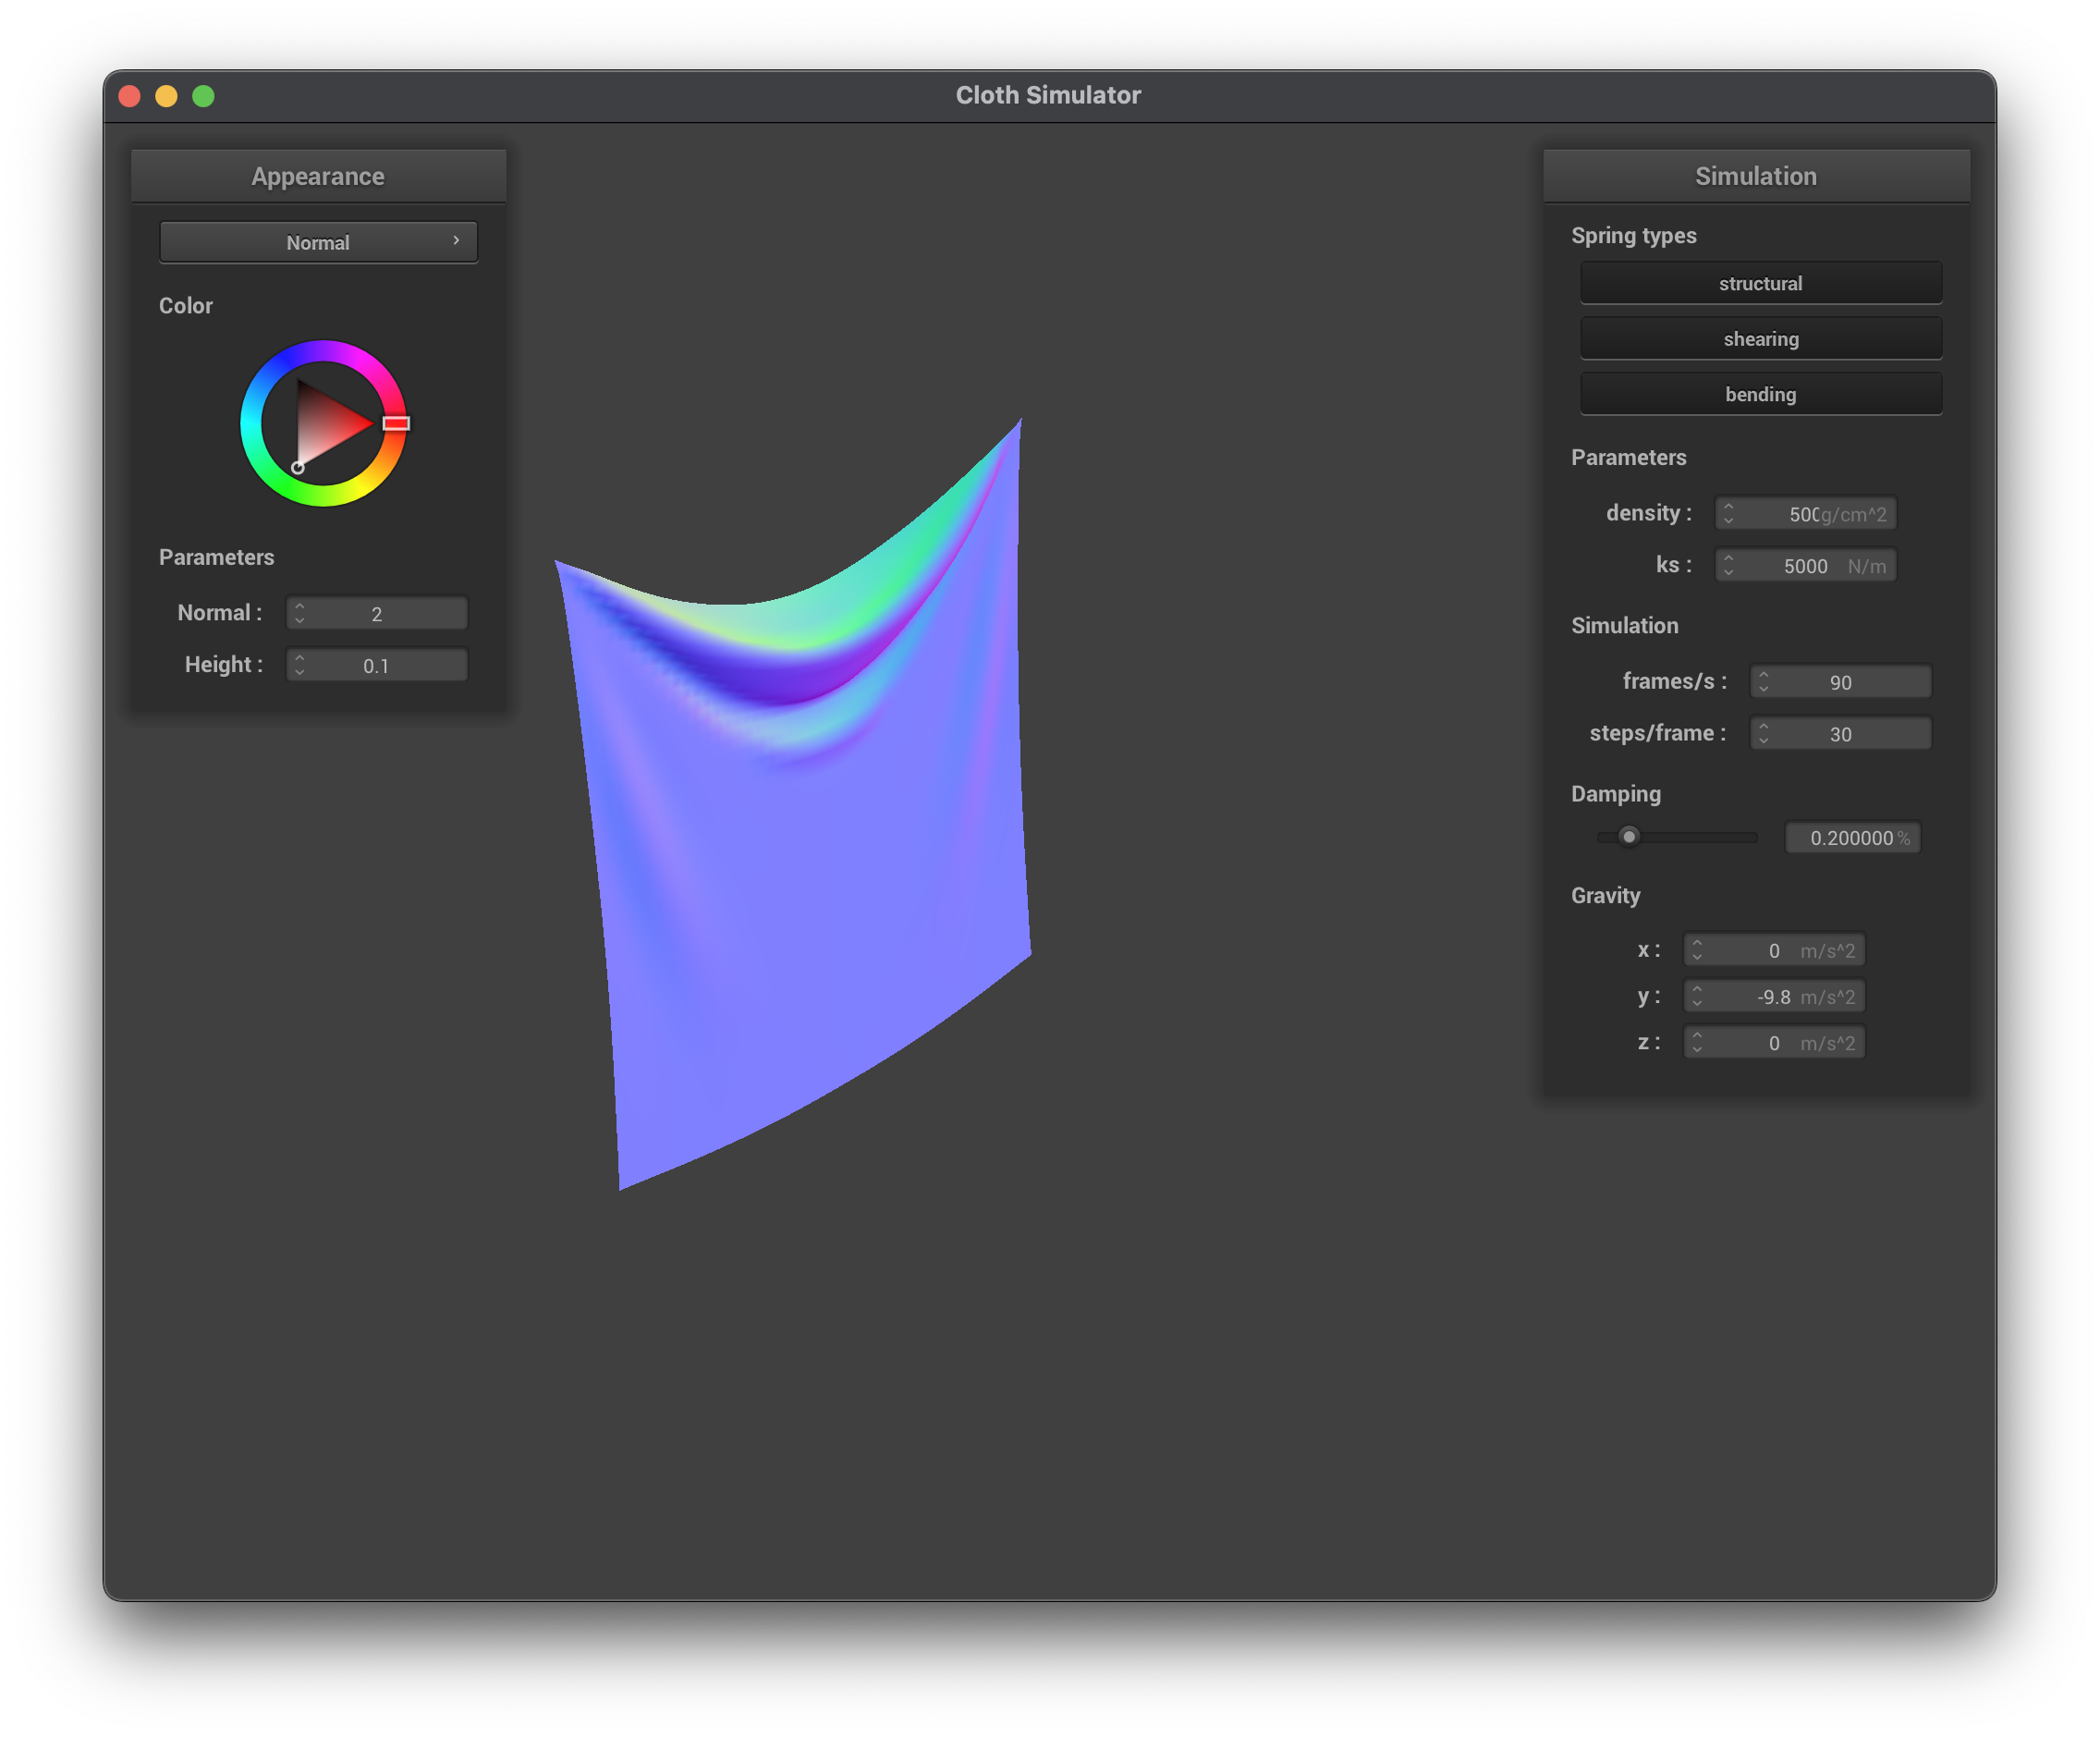 Cloth Simulator
Appearance
Normal
Color
Parameters
Normal :
2
Height :
0.1
Simulation
Spring types
structural
shearing
bending
Parameters
density :
500g/cm^2
ks :
5000 N/m
Simulation
frames/s :
90
steps/frame :
30
Damping
0.200000 %
Gravity
x :
0 m/s^2
y :
-9.8 m/s^2
z :
0 m/s^2